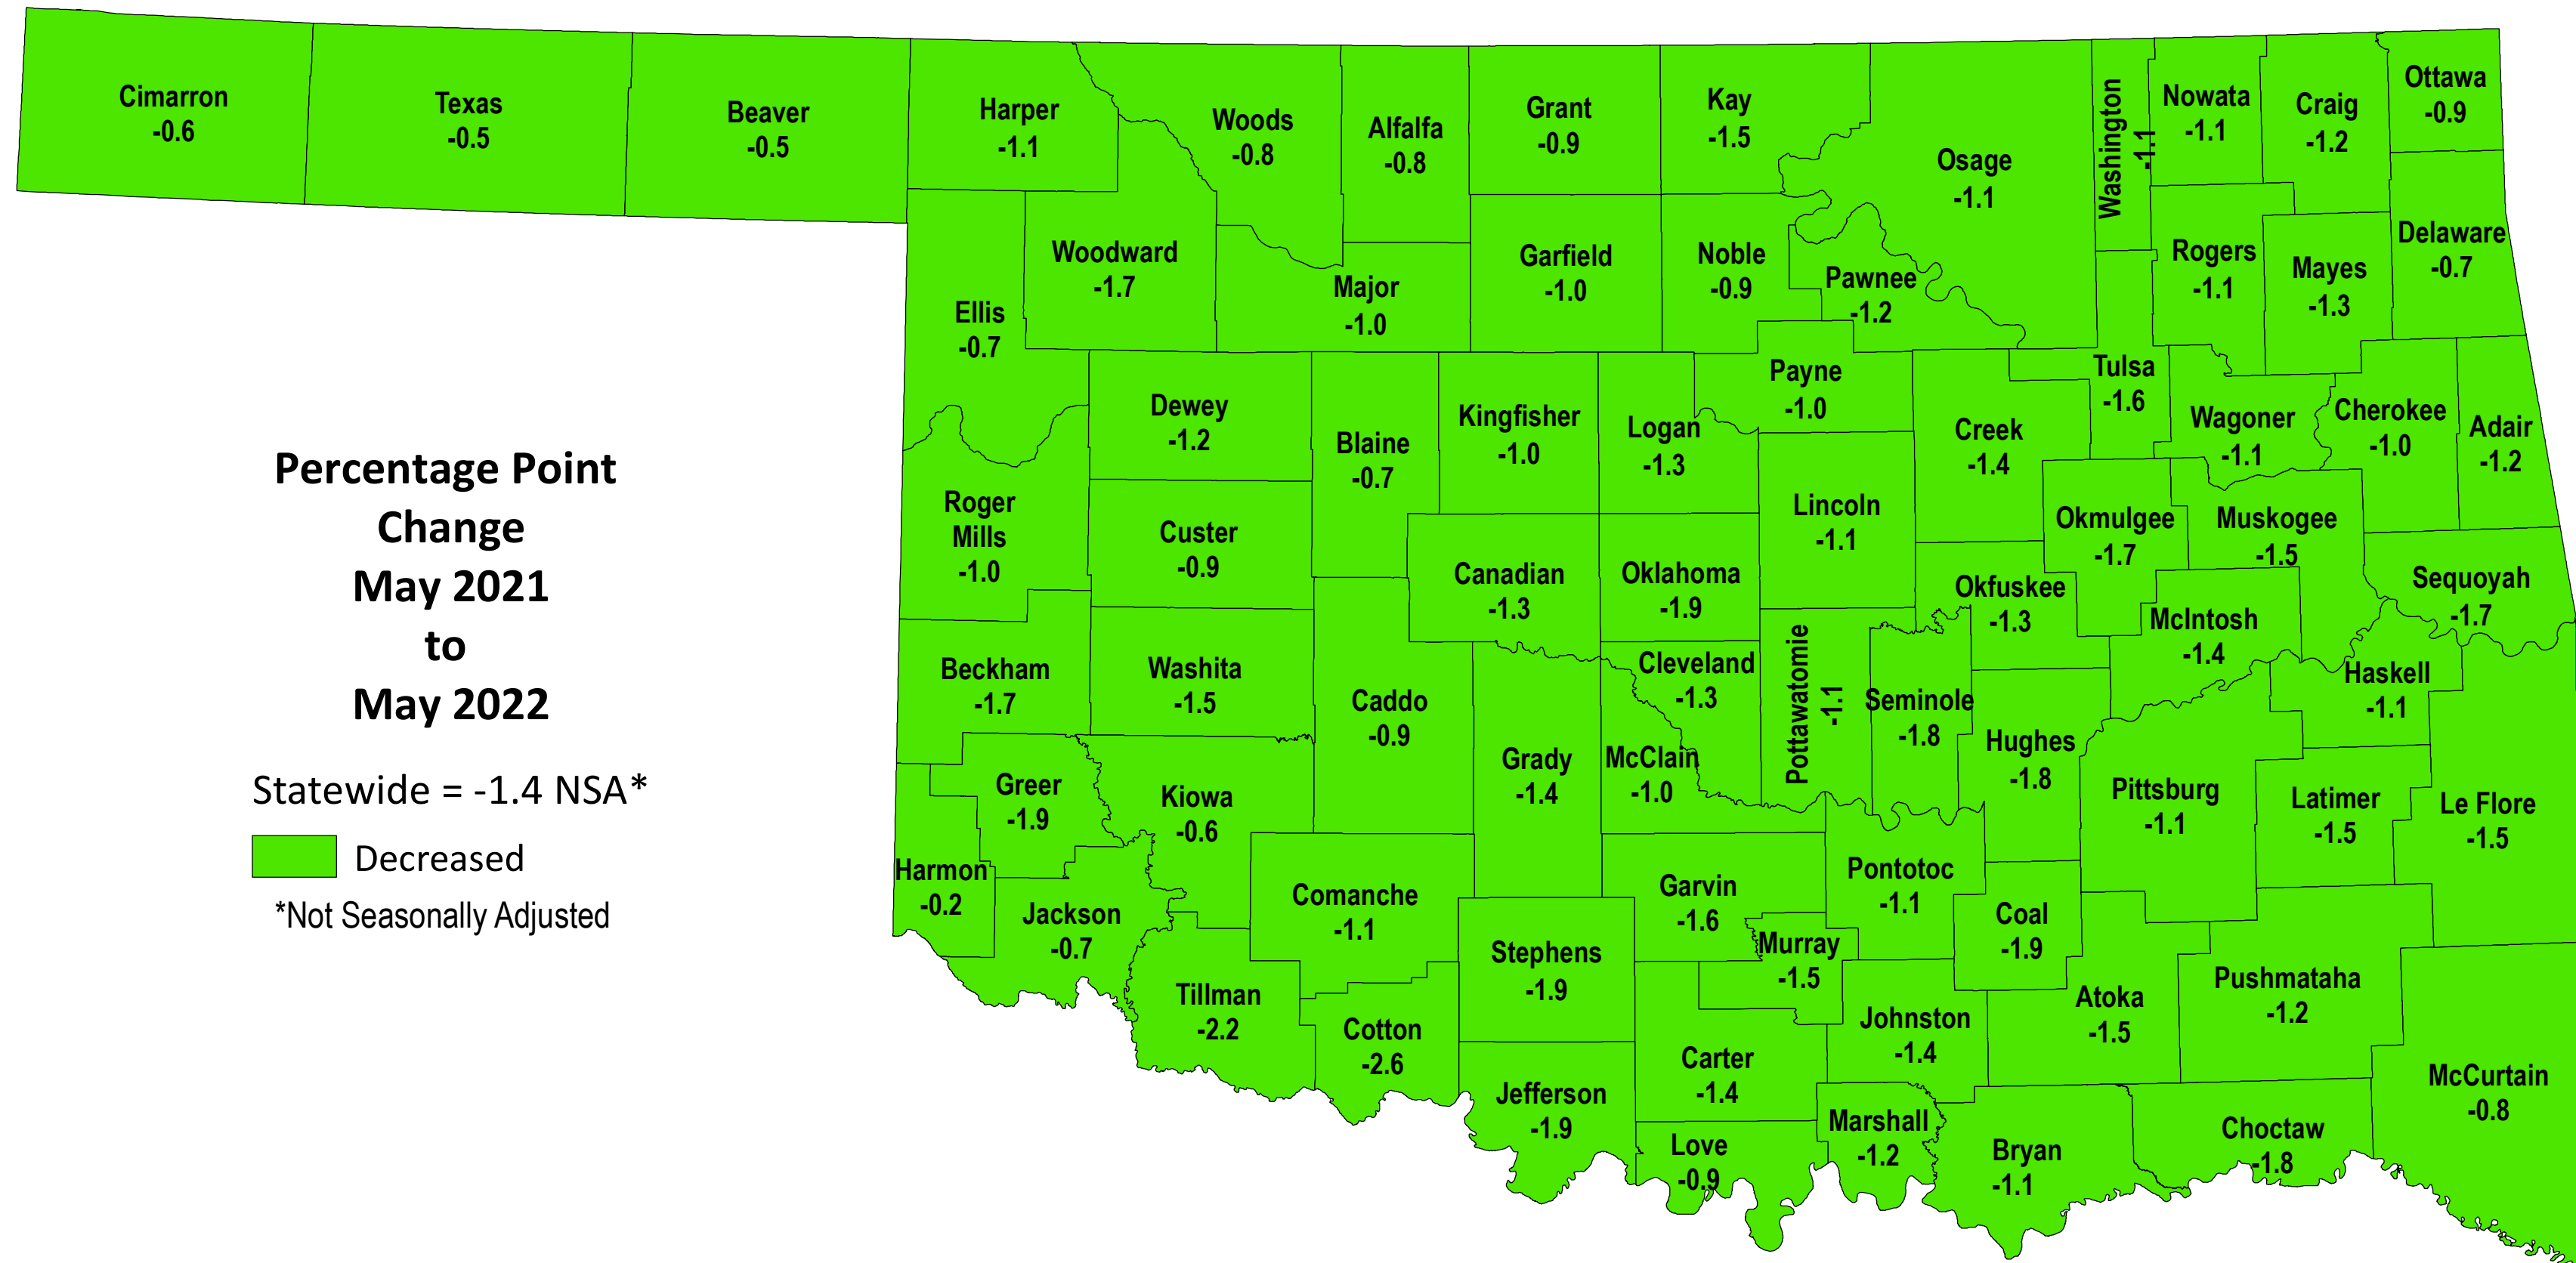 Cimarron
-0.6
Texas
-0.5
Beaver
-0.5
Harper
-1.1
Woods
-0.8
Alfalfa
-0.8
Grant
-0.9
Kay
-1.5
Osage
-1.1
Washington
-1.1
Nowata
-1.1
Craig
-1.2
Ottawa
-0.9
Delaware
-0.7
Woodward
-1.7
Ellis
-0.7
Major
-1.0
Garfield
-1.0
Noble
-0.9
Pawnee
-1.2
Rogers
-1.1
Mayes
-1.3
Dewey
-1.2
Blaine
-0.7
Kingfisher
-1.0
Logan
-1.3
Payne
-1.0
Creek
-1.4
Tulsa
-1.6
Wagoner
-1.1
Cherokee
-1.0
Adair
-1.2
Percentage Point
Change
May 2021
to
May 2022
Statewide = -1.4 NSA*
Decreased
*Not Seasonally Adjusted
Roger
Mills
-1.0
Custer
-0.9
Canadian
-1.3
Oklahoma
-1.9
Lincoln
-1.1
Okmulgee
-1.7
Muskogee
-1.5
Okfuskee
-1.3
McIntosh
-1.4
Sequoyah
-1.7
Beckham
-1.7
Washita
-1.5
Caddo
-0.9
Grady
-1.4
Cleveland
-1.3
McClain
-1.0
Pottawatomie
-1.1
Seminole
-1.8
Hughes
-1.8
Pittsburg
-1.1
Haskell
-1.1
Latimer
-1.5
Le Flore
-1.5
Greer
-1.9
Kiowa
-0.6
Harmon
-0.2
Jackson
-0.7
Comanche
-1.1
Stephens
-1.9
Garvin
-1.6
Murray
-1.5
Pontotoc
-1.1
Coal
-1.9
Atoka
-1.5
Pushmataha
-1.2
Tillman
-2.2
Cotton
-2.6
Jefferson
-1.9
Carter
-1.4
Johnston
-1.4
Love
-0.9
Marshall
-1.2
Bryan
-1.1
Choctaw
-1.8
McCurtain
-0.8